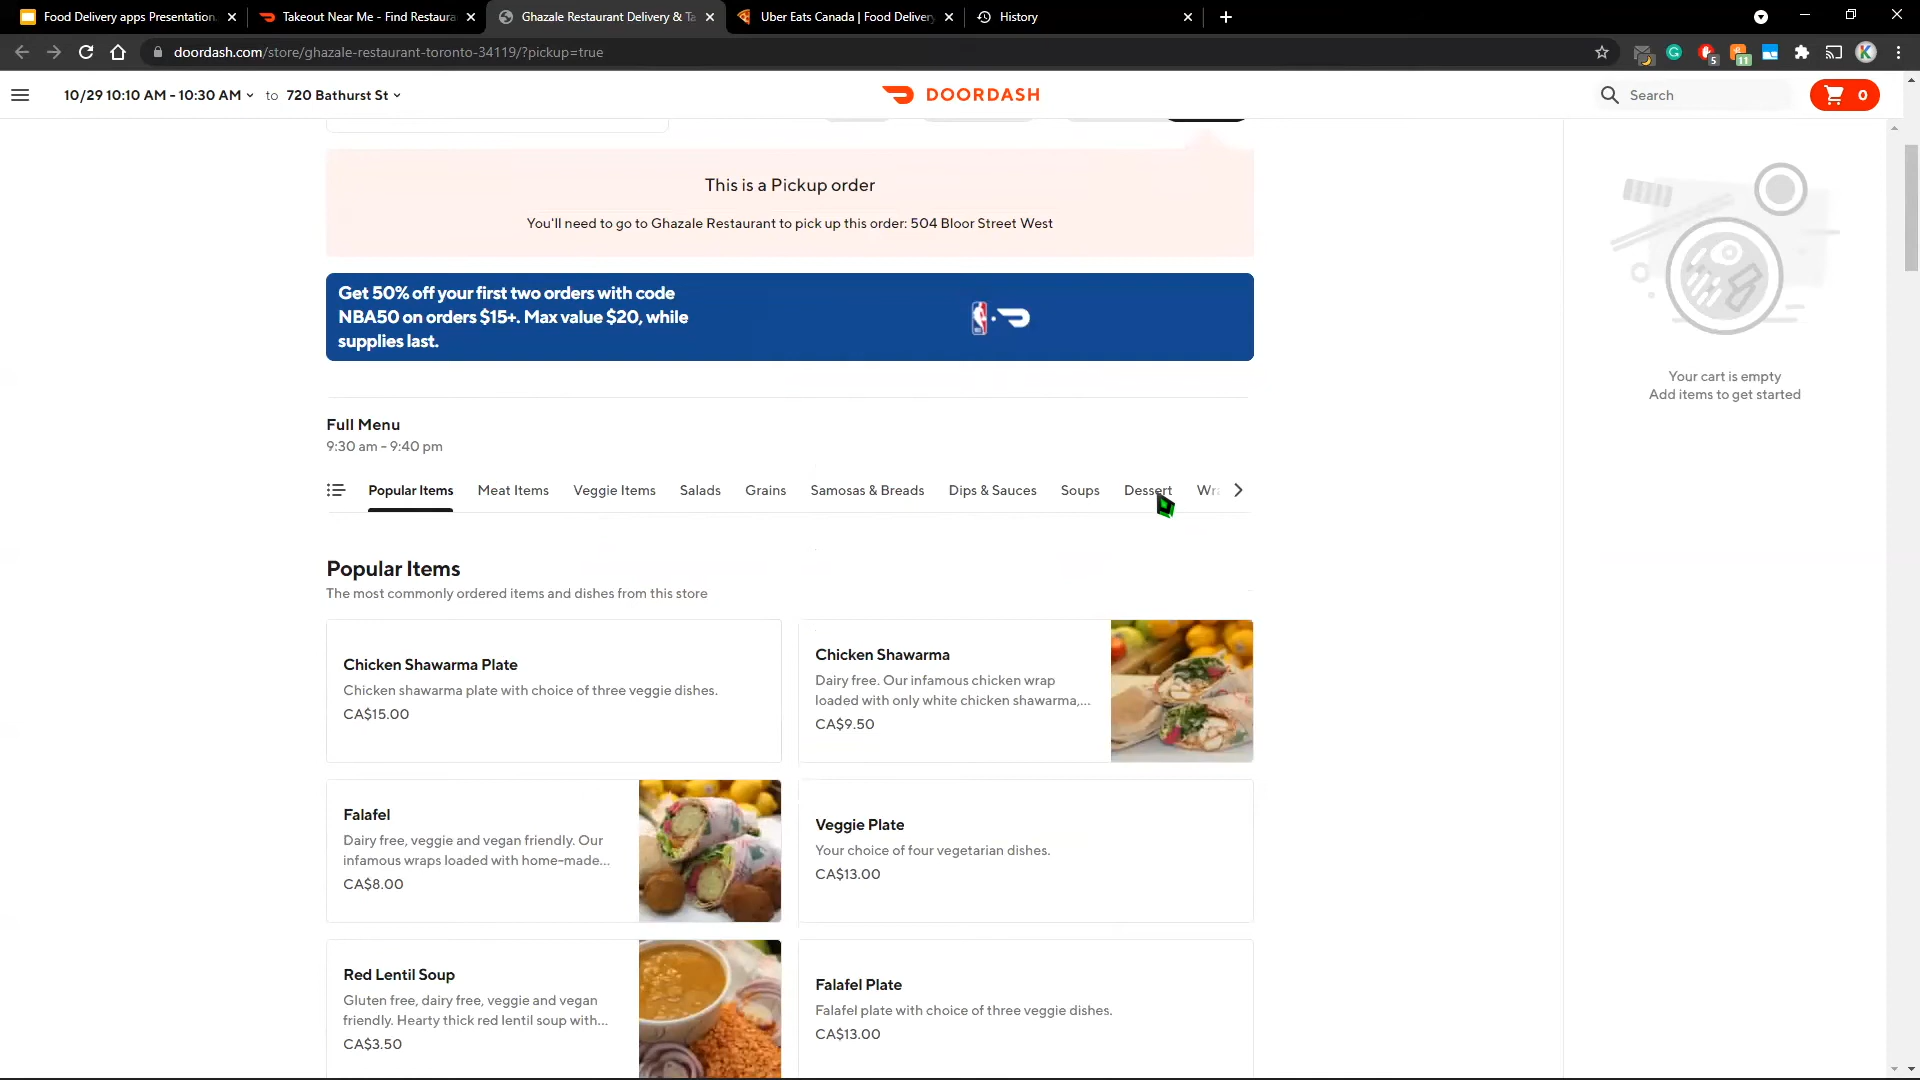 Food Delivery apps Presentation.
Takeout Near Me - Find Restaura
Ghazale Restaurant Delivery & Ta
Uber Eats Canada | Food Delivery
History
doordash.com/store/ghazale-restaurant-toronto-34119/?pickup=true
5
11
K
10/29 10:10 AM - 10:30 AM to 720 Bathurst St
DOORDASH
Search
0
This is a Pickup order
You'll need to go to Ghazale Restaurant to pick up this order: 504 Bloor Street West
Get 50% off your first two orders with code
NBA50 on orders $15+. Max value $20, while
supplies last.
Your cart is empty
Add items to get started
Full Menu
9:30 am - 9:40 pm
Popular Items Meat Items Veggie Items Salads Grains Samosas & Breads Dips & Sauces Soups Dessert Wra
Popular Items
The most commonly ordered items and dishes from this store
Chicken Shawarma Plate
Chicken shawarma plate with choice of three veggie dishes.
CA$15.00
Chicken Shawarma
Dairy free. Our infamous chicken wrap
loaded with only white chicken shawarma,...
CA$9.50
Falafel
Dairy free, veggie and vegan friendly. Our
infamous wraps loaded with home-made...
CA$8.00
Veggie Plate
Your choice of four vegetarian dishes.
CA$13.00
Red Lentil Soup
Gluten free, dairy free, veggie and vegan
friendly. Hearty thick red lentil soup with...
CA$3.50
Falafel Plate
Falafel plate with choice of three veggie dishes.
CA$13.00